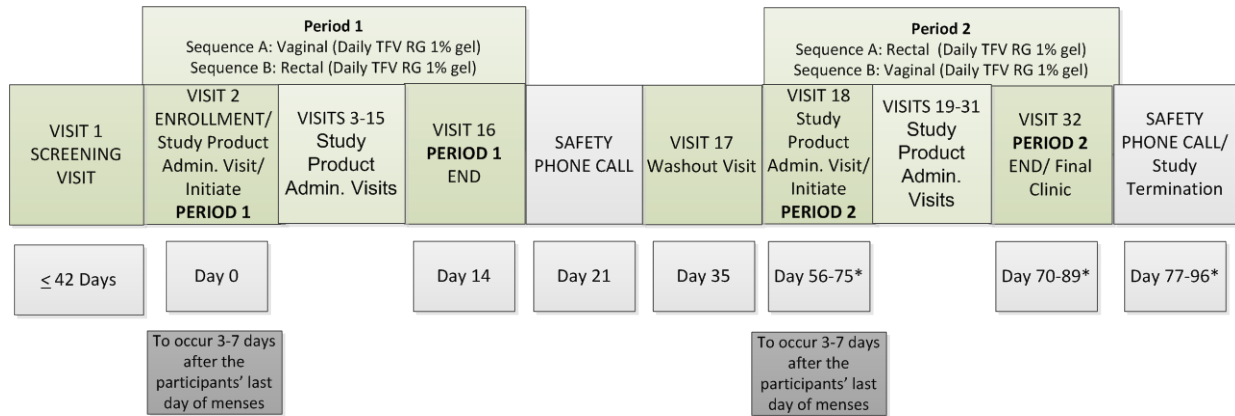 Period 1
Sequence A: Vaginal (Daily TFV RG 1% gel)
Sequence B: Rectal (Daily TFV RG 1% gel)
Period 2
Sequence A: Rectal  (Daily TFV RG 1% gel)
Sequence B: Vaginal (Daily TFV RG 1% gel)
VISIT 1
SCREENING
VISIT
VISIT 2
ENROLLMENT/
Study Product
Admin. Visit/
Initiate
PERIOD 1
VISITS 3-15
Study
Product
Admin. Visits
VISIT 16
PERIOD 1
END
SAFETY
PHONE CALL
VISIT 17
Washout Visit
VISIT 18
Study
Product
Admin. Visit/
Initiate
PERIOD 2
VISITS 19-31
Study
Product
Admin.
Visits
VISIT 32
PERIOD 2
END/ Final
Clinic
SAFETY
PHONE CALL/
Study
Termination
≤ 42 Days
Day 0
Day 14
Day 21
Day 35
Day 56-75*
Day 70-89*
Day 77-96*
To occur 3-7 days
after the
participants’ last
day of menses
To occur 3-7 days
after the
participants’ last
day of menses